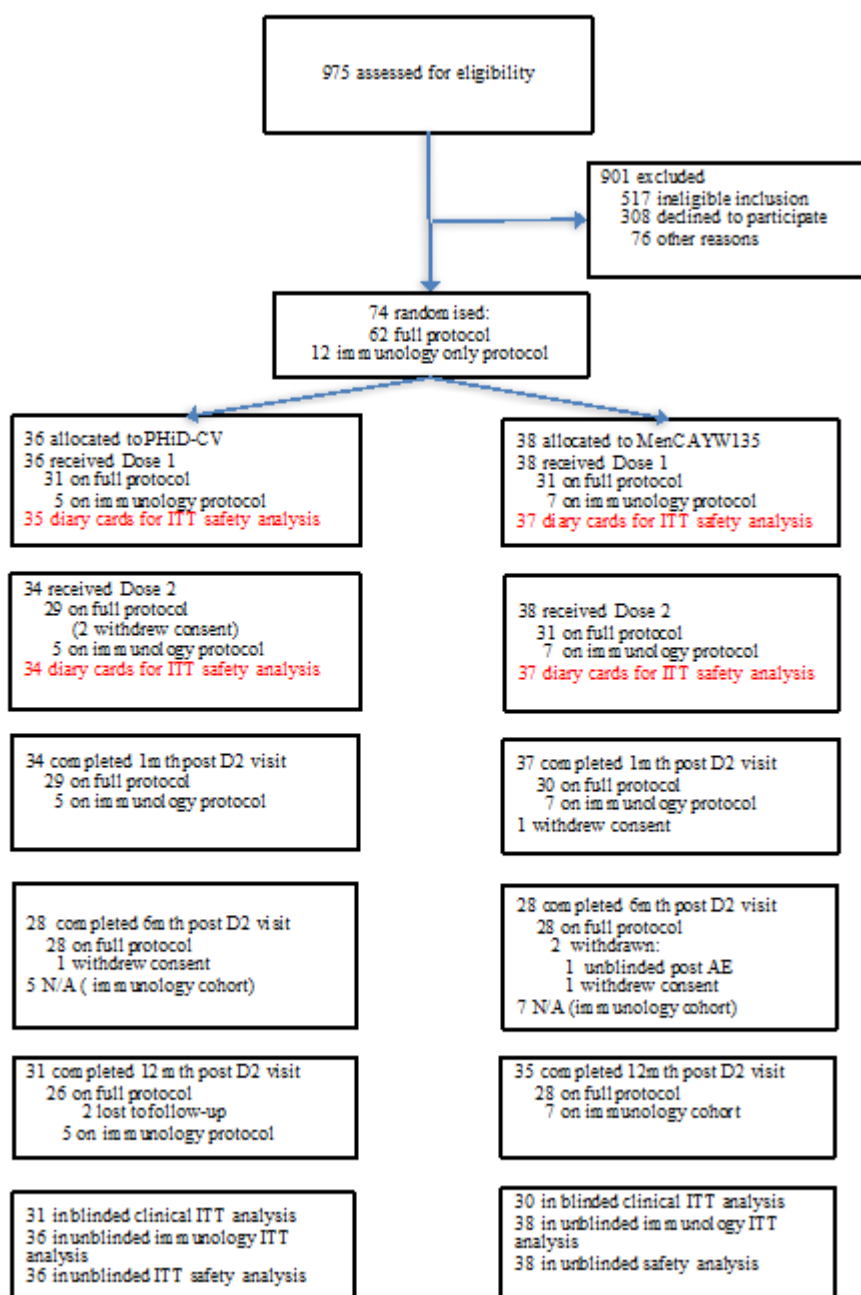 975 assessed for eligibility
901 excluded
517 ineligible inclusion
308 declined to participate
76 other reasons
74 randomised:
62 full protocol
12 immunology only protocol
36 allocated to PHiD-CV
36 received Dose 1
31 on full protocol
5 on immunology protocol
35 diary cards for ITT safety analysis
38 allocated to MenCAYW135
38 received Dose 1
31 on full protocol
7 on immunology protocol
37 diary cards for ITT safety analysis
34 received Dose 2
29 on full protocol
(2 withdrew consent)
5 on immunology protocol
34 diary cards for ITT safety analysis
38 received Dose 2
31 on full protocol
7 on immunology protocol
37 diary cards for ITT safety analysis
34 completed 1mth post D2 visit
29 on full protocol
5 on immunology protocol
37 completed 1mth post D2 visit
30 on full protocol
7 on immunology protocol
1 withdrew consent
28 completed 6mth post D2 visit
28 on full protocol
1 withdrew consent
5 N/A ( immunology cohort)
28 completed 6mth post D2 visit
28 on full protocol
2 withdrawn:
1 unblinded post AE
1 withdrew consent
7 N/A (immunology cohort)
31 completed 12 mth post D2 visit
26 on full protocol
2 lost to follow-up
5 on immunology protocol
35 completed 12mth post D2 visit
28 on full protocol
7 on immunology cohort
31 in blinded clinical ITT analysis
36 in unblinded immunology ITT
analysis
36 in unblinded ITT safety analysis
30 in blinded clinical ITT analysis
38 in unblinded immunology ITT
analysis
38 in unblinded safety analysis